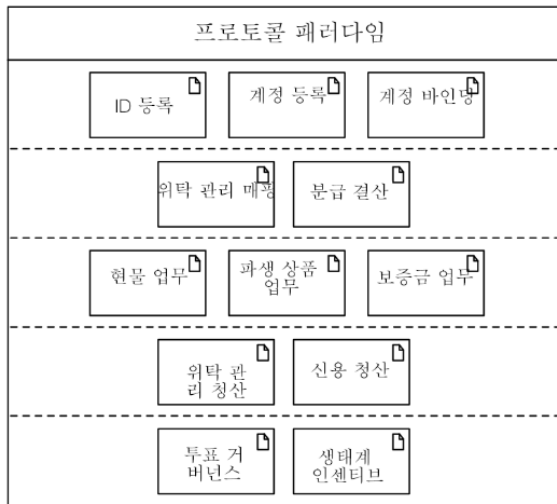 프로토콜 패러다임
ID 등록
계정 등록
계정 바인딩
위탁 관리 매핑
분급 결산
현물 업무
파생 상품
업무
보증금 업무
위탁 관
리 청산
신용 청산
투표 거
버넌스
생태계
인센티브